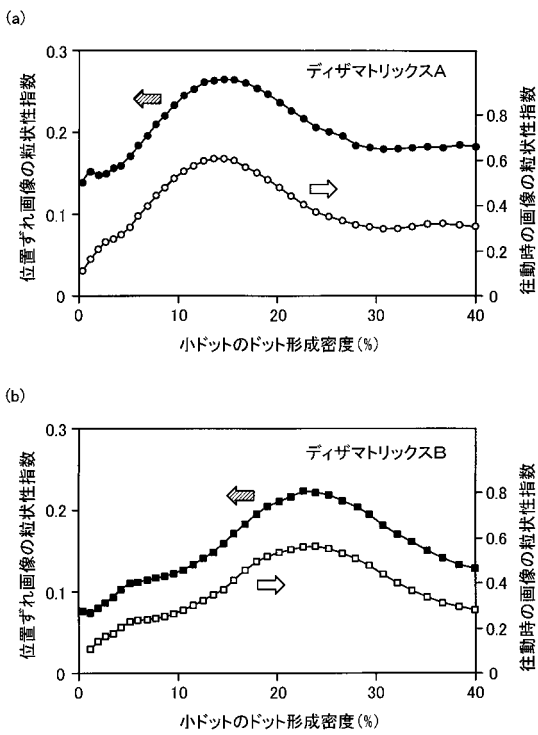 (a)
ディザマトリックスA
位置ずれ画像の粒状性指数
往動時の画像の粒状性指数
0.3
0.2
0.1
0
0.8
0.6
0.4
0.2
0
0 10 20 30 40
小ドットのドット形成密度(%)
(b)
ディザマトリックスB
位置ずれ画像の粒状性指数
往動時の画像の粒状性指数
0.3
0.2
0.1
0
0.8
0.6
0.4
0.2
0
0 10 20 30 40
小ドットのドット形成密度(%)